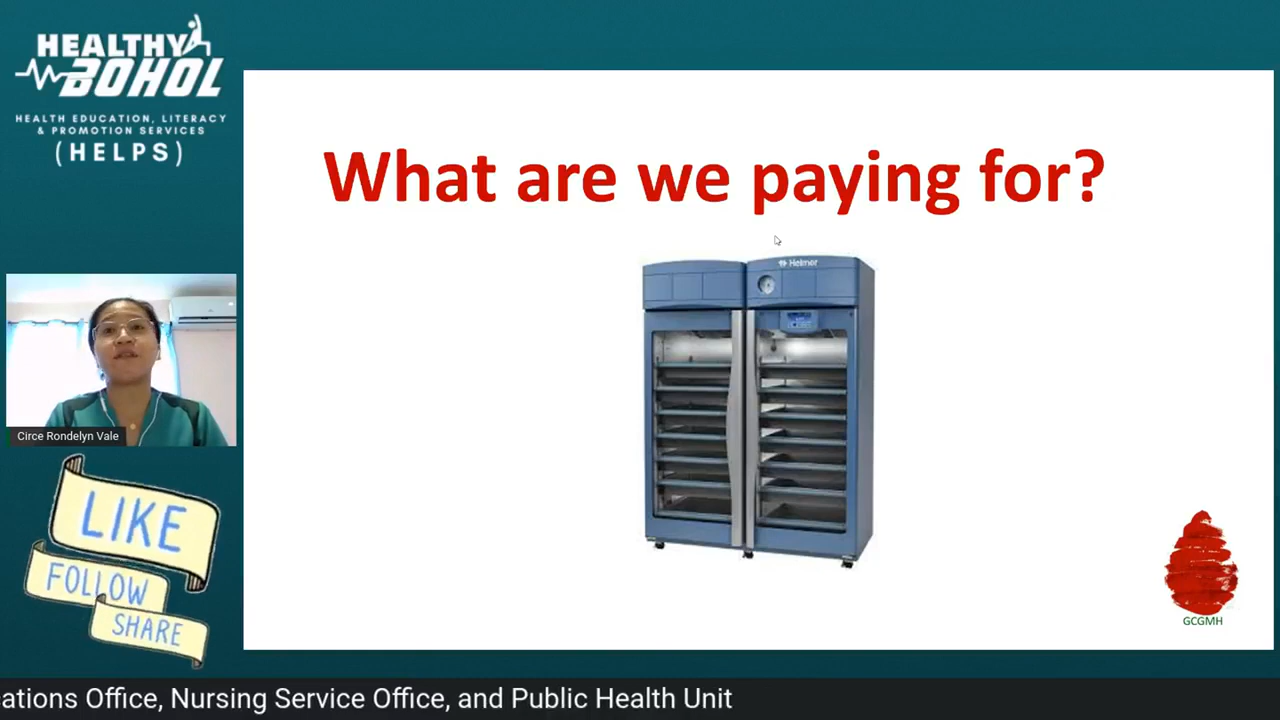 HEALTHY
BOHOL
HEALTH EDUCATION, LITERACY
& PROMOTION SERVICES
(HELPS)
What are we paying for?
Helmer
Circe Rondelyn Vale
LIKE
FOLLOW
SHARE
GCGMH
cations Office, Nursing Service Office, and Public Health Unit